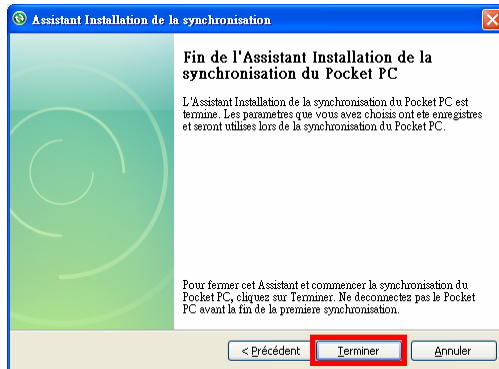 Assistant Installation de la synchronisation
Fin de l'Assistant Installation de la
synchronisation du Pocket PC
L'Assistant Installation de la synchronisation du Pocket PC est
termine. Les parametres que vous avez choisis ont ete enregistres
et seront utilises lors de la synchronisation du Pocket PC.
Pour fermer cet Assistant et commencer la synchronisation du
Pocket PC, cliquez sur Terminer. Ne deconnectez pas le Pocket
PC avant la fin de la premiere synchronisation.
< Précédent
Terminer
Annuler